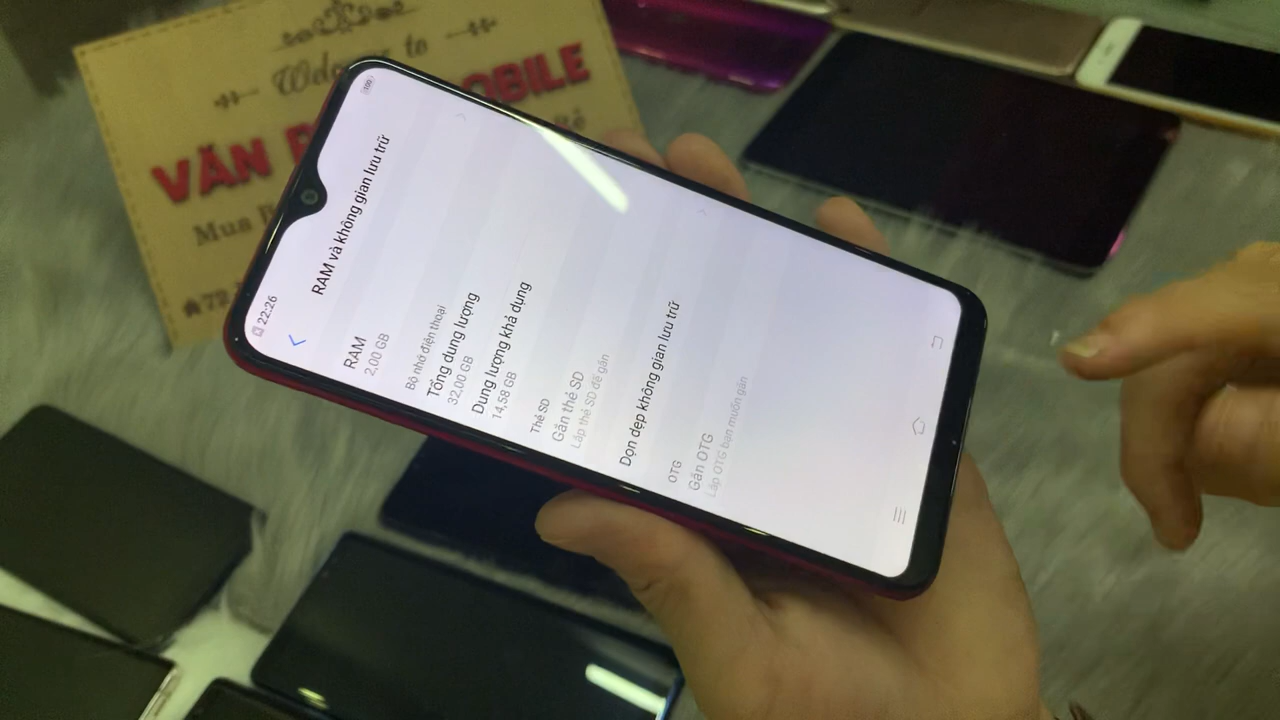 Welcome to
VĂN MOBILE
Mua
72
22:26
100
RAM và không gian lưu trữ
RAM
2,00 GB
Bộ nhớ điện thoại
Tổng dung lượng
32,00 GB
Dung lượng khả dụng
14,58 GB
Thẻ SD
Gắn thẻ SD
Lắp thẻ SD để gắn
Dọn dẹp không gian lưu trữ
OTG
Gắn OTG
Lắp OTG bạn muốn gắn